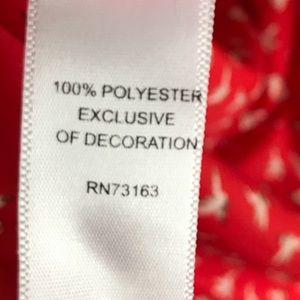 100% POLYESTER
EXCLUSIVE
OF DECORATION
RN73163